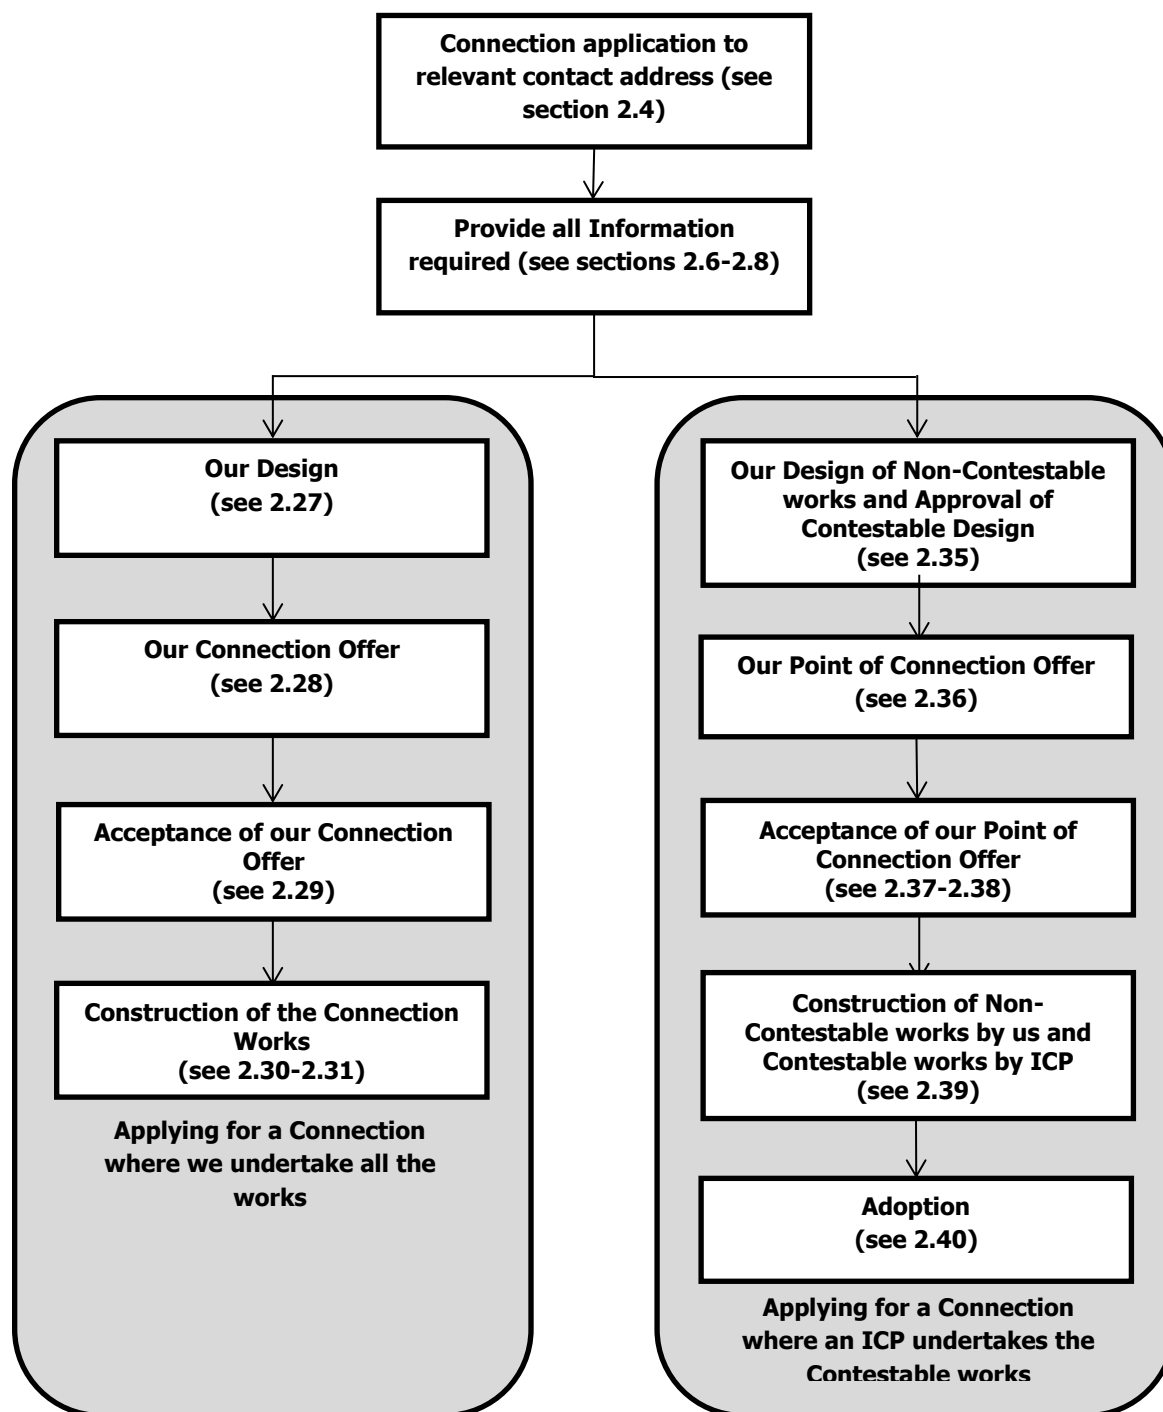 Connection application to
relevant contact address (see
section 2.4)
Provide all Information
required (see sections 2.6-2.8)
Our Design
(see 2.27)
Our Connection Offer
(see 2.28)
Acceptance of our Connection
Offer
(see 2.29)
Construction of the Connection
Works
(see 2.30-2.31)
Applying for a Connection
where we undertake all the
works
Our Design of Non-Contestable
works and Approval of
Contestable Design
(see 2.35)
Our Point of Connection Offer
(see 2.36)
Acceptance of our Point of
Connection Offer
(see 2.37-2.38)
Construction of Non-
Contestable works by us and
Contestable works by ICP
(see 2.39)
Adoption
(see 2.40)
Applying for a Connection
where an ICP undertakes the
Contestable works